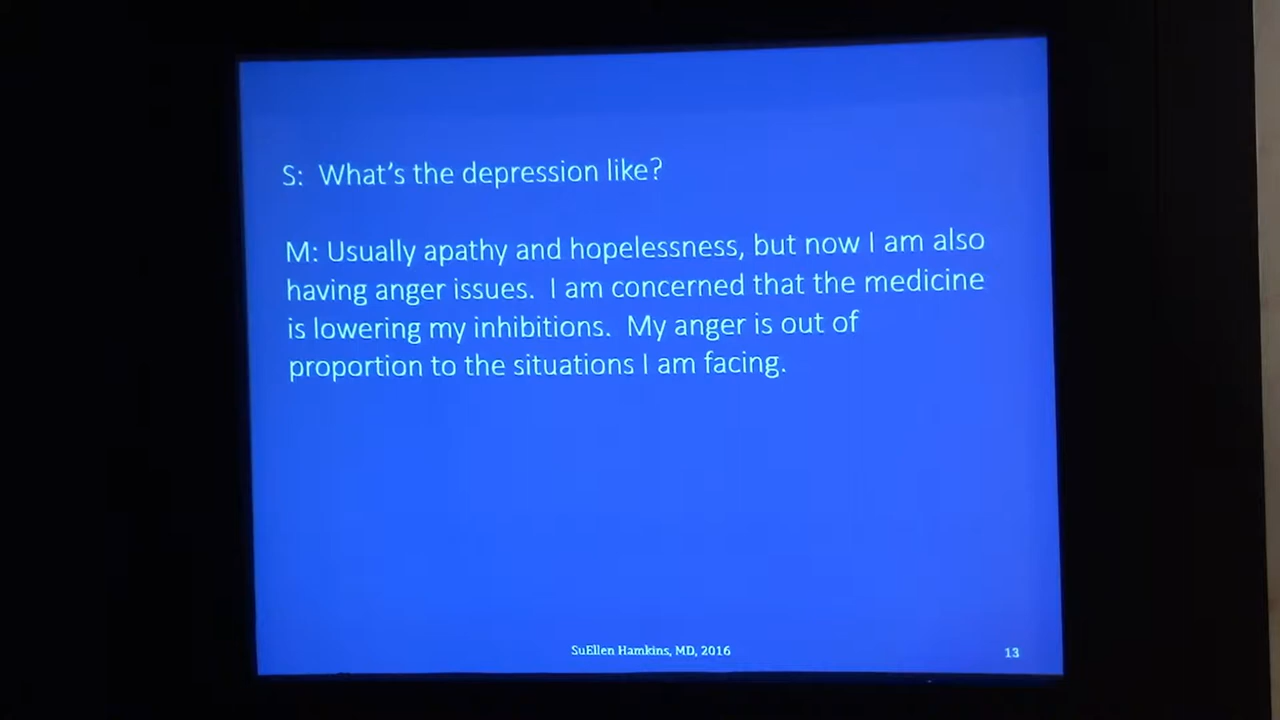 S:  What's the depression like?
M: Usually apathy and hopelessness, but now I am also
having anger issues.  I am concerned that the medicine
is lowering my inhibitions.  My anger is out of
proportion to the situations I am facing.
SuEllen Hamkins, MD, 2016
13